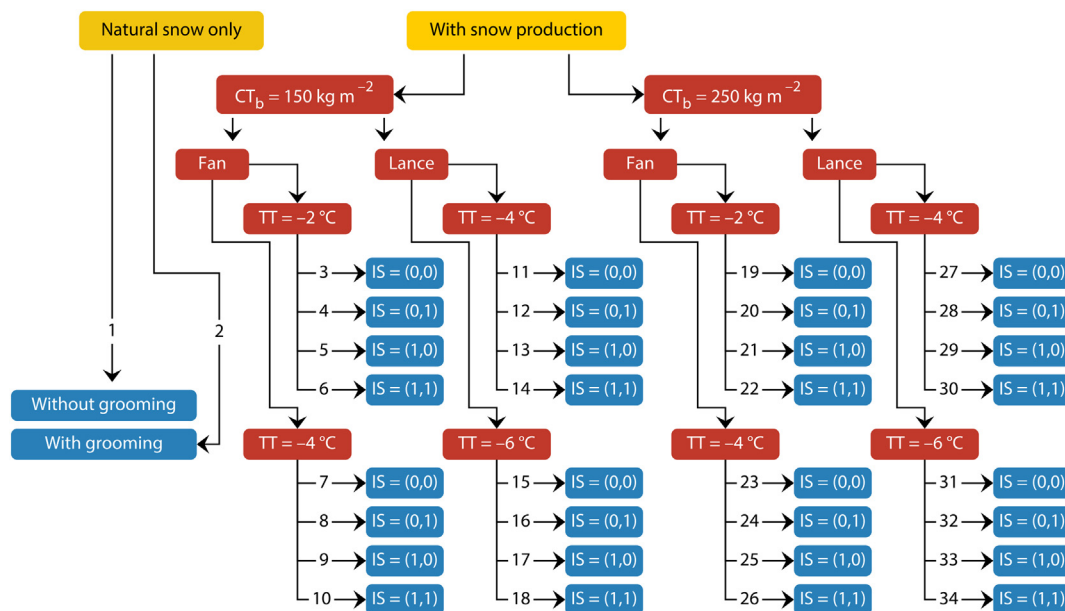 Natural snow only
With snow production
CT_b = 150 kg m⁻²
CT_b = 250 kg m⁻²
Fan
Lance
Fan
Lance
TT = –2 °C
TT = –4 °C
TT = –2 °C
TT = –4 °C
3 IS = (0,0)
11 IS = (0,0)
19 IS = (0,0)
27 IS = (0,0)
4 IS = (0,1)
12 IS = (0,1)
20 IS = (0,1)
28 IS = (0,1)
1
2
5 IS = (1,0)
13 IS = (1,0)
21 IS = (1,0)
29 IS = (1,0)
6 IS = (1,1)
14 IS = (1,1)
22 IS = (1,1)
30 IS = (1,1)
Without grooming
With grooming
TT = –4 °C
TT = –6 °C
TT = –4 °C
TT = –6 °C
7 IS = (0,0)
15 IS = (0,0)
23 IS = (0,0)
31 IS = (0,0)
8 IS = (0,1)
16 IS = (0,1)
24 IS = (0,1)
32 IS = (0,1)
9 IS = (1,0)
17 IS = (1,0)
25 IS = (1,0)
33 IS = (1,0)
10 IS = (1,1)
18 IS = (1,1)
26 IS = (1,1)
34 IS = (1,1)